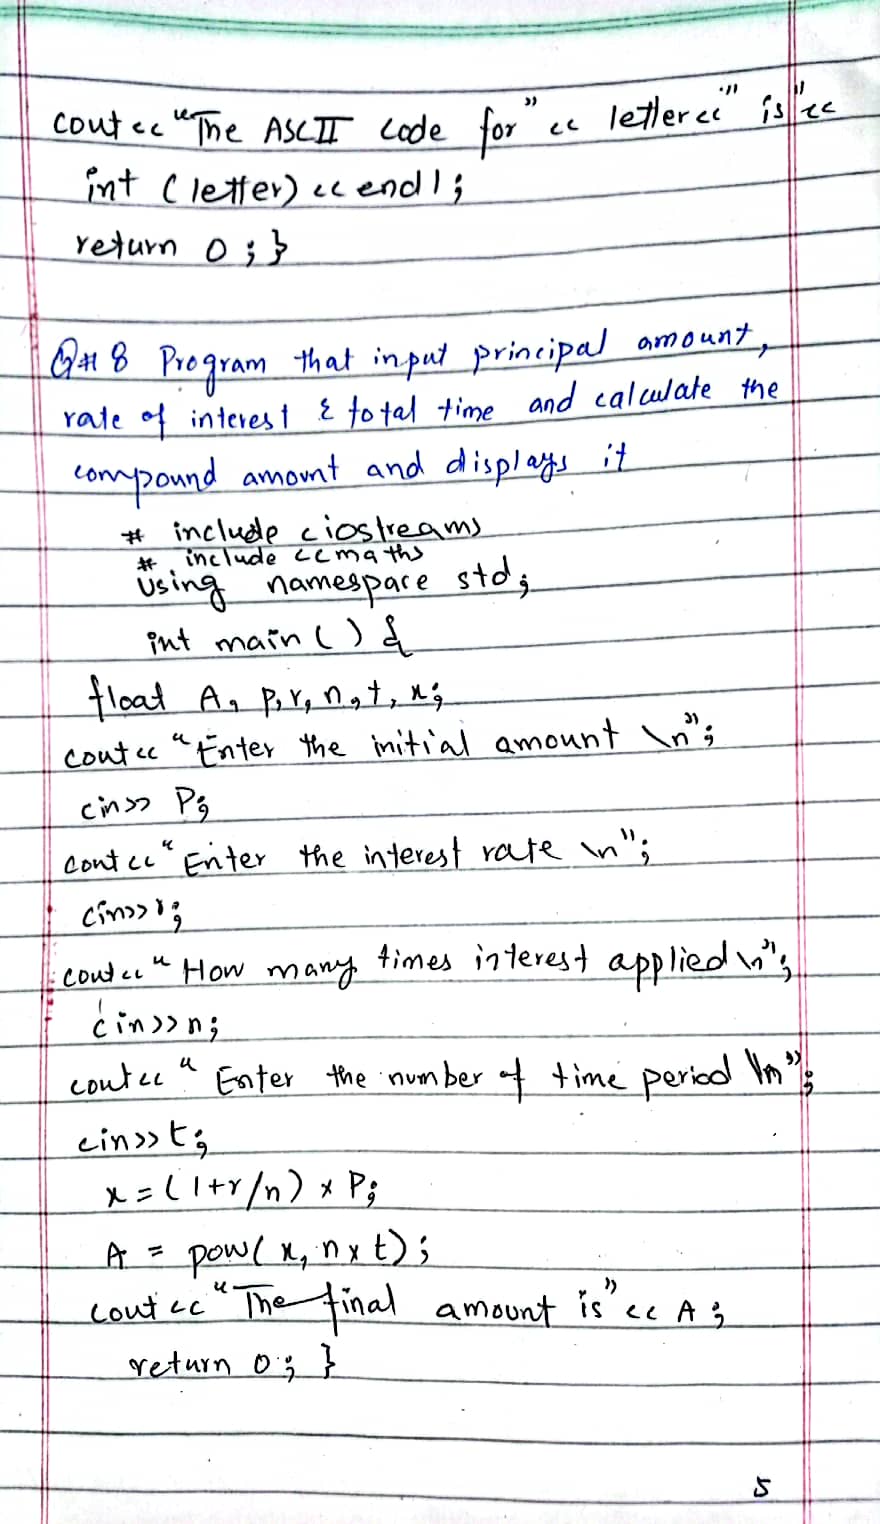 cout << "The ASCII code for" << letter << " is" <<
int (letter) << endl ;
return 0 ; }
Q#8 Program that input principal amount,
rate of interest & total time and calculate the
compound amount and displays it
# include <iostream>
# include <cmath>
Using namespace std ;
int main ( ) {
float A, P, r, n, t, x;
cout << "Enter the initial amount \n";
cin >> P;
cout << "Enter the interest rate \n";
cin >> r;
cout << "How many times interest applied \n";
cin >> n;
cout << "Enter the number of time period \n";
cin >> t;
x = ( 1 + r/n ) x P;
A = pow( x, n x t ) ;
cout << "The final amount is" << A ;
return 0 ; }
5